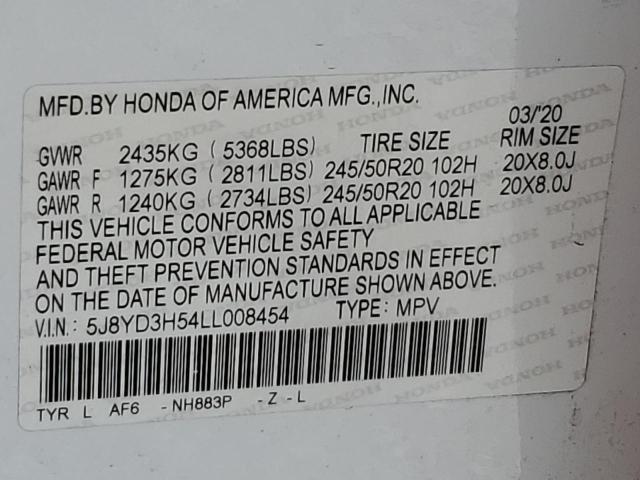 MFD.BY HONDA OF AMERICA MFG.,INC.
03/'20
GVWR 2435KG ( 5368LBS) TIRE SIZE RIM SIZE
GAWR F 1275KG ( 2811LBS) 245/50R20 102H 20X8.0J
GAWR R 1240KG ( 2734LBS) 245/50R20 102H 20X8.0J
THIS VEHICLE CONFORMS TO ALL APPLICABLE
FEDERAL MOTOR VEHICLE SAFETY
AND THEFT PREVENTION STANDARDS IN EFFECT
ON THE DATE OF MANUFACTURE SHOWN ABOVE.
V.I.N.: 5J8YD3H54LL008454 TYPE: MPV
TYR L AF6 -NH883P -Z-L